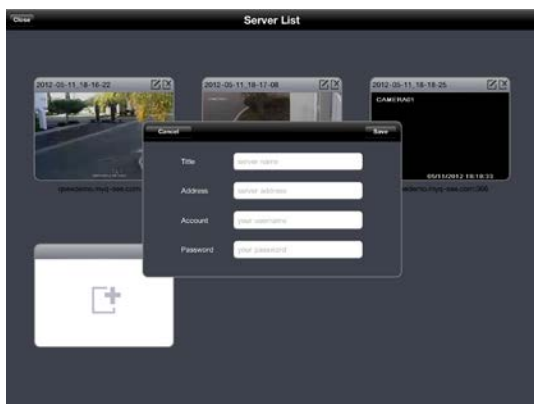 Close
Server List
2012-05-11_18-16-22
2012-05-11_18-17-08
2012-05-11_18-18-25
CAMERA01
Cancel
Save
Title
server name
Address
server address
Account
your username
Password
your password
05/11/2012 18:18:33